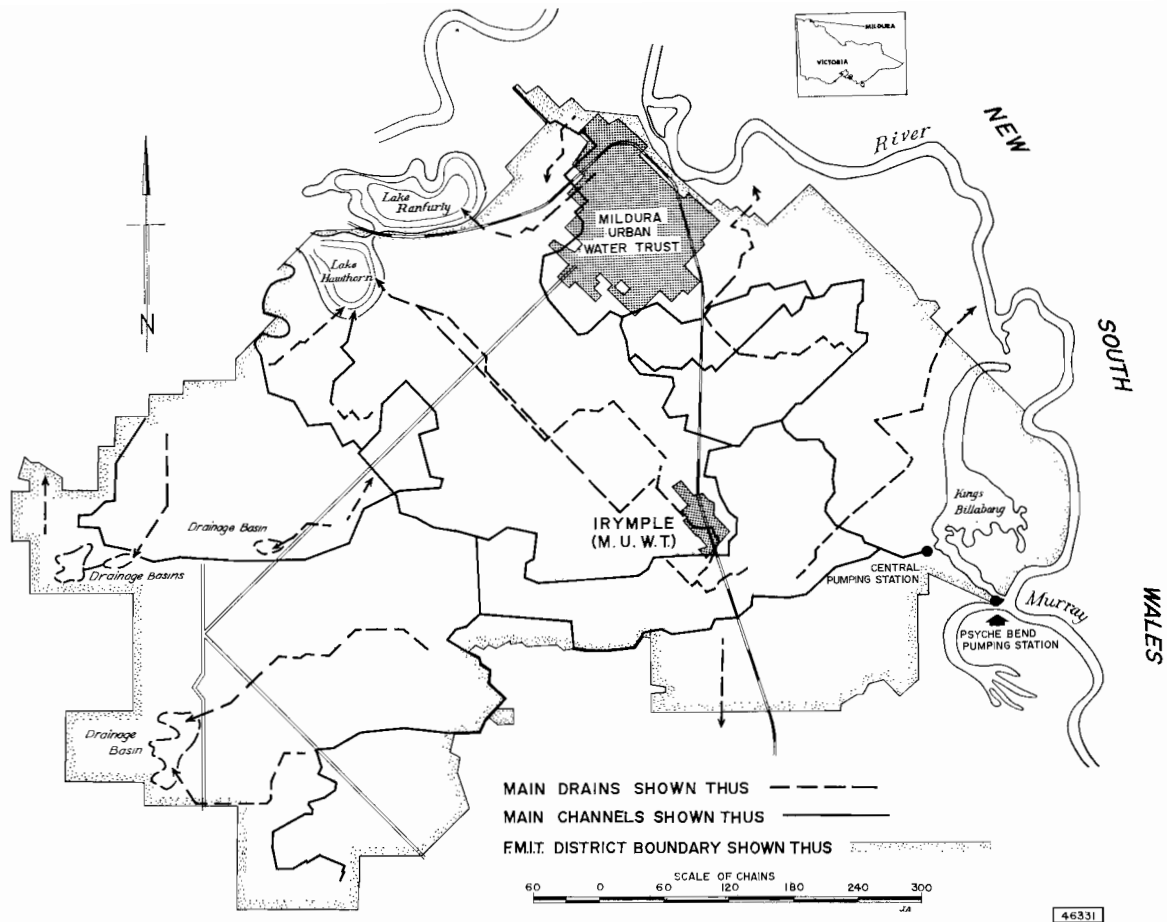 MILDURA
VICTORIA
NEW
River
SOUTH
WALES
Lake
Ranfurly
MILDURA
URBAN
WATER TRUST
Lake
Hawthorn
Kings
Billabong
IRYMPLE
(M. U. W. T.)
Drainage Basin
Drainage Basins
CENTRAL
PUMPING STATION
Murray
PSYCHE BEND
PUMPING STATION
Drainage
Basin
N
MAIN DRAINS SHOWN THUS
MAIN CHANNELS SHOWN THUS
F.M.I.T. DISTRICT BOUNDARY SHOWN THUS
SCALE OF CHAINS
60 0 60 120 180 240 300
J.A.
46331